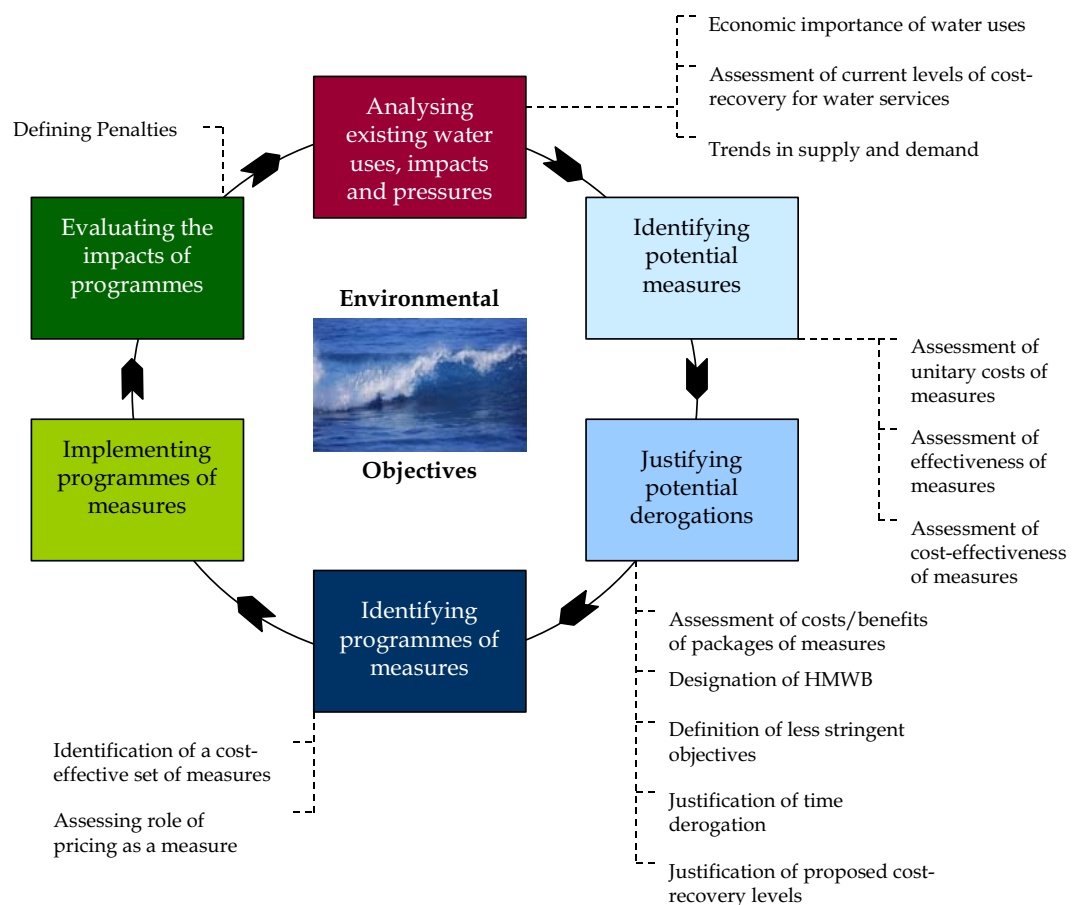 Economic importance of water uses
Assessment of current levels of cost-
recovery for water services
Trends in supply and demand
Analysing
existing water
uses, impacts
and pressures
Defining Penalties
Evaluating the
impacts of
programmes
Identifying
potential
measures
Environmental
Objectives
Assessment of
unitary costs of
measures
Assessment of
effectiveness of
measures
Assessment of
cost-effectiveness
of measures
Implementing
programmes of
measures
Justifying
potential
derogations
Identifying
programmes of
measures
Assessment of costs/benefits
of packages of measures
Designation of HMWB
Definition of less stringent
objectives
Justification of time
derogation
Justification of proposed cost-
recovery levels
Identification of a cost-
effective set of measures
Assessing role of
pricing as a measure